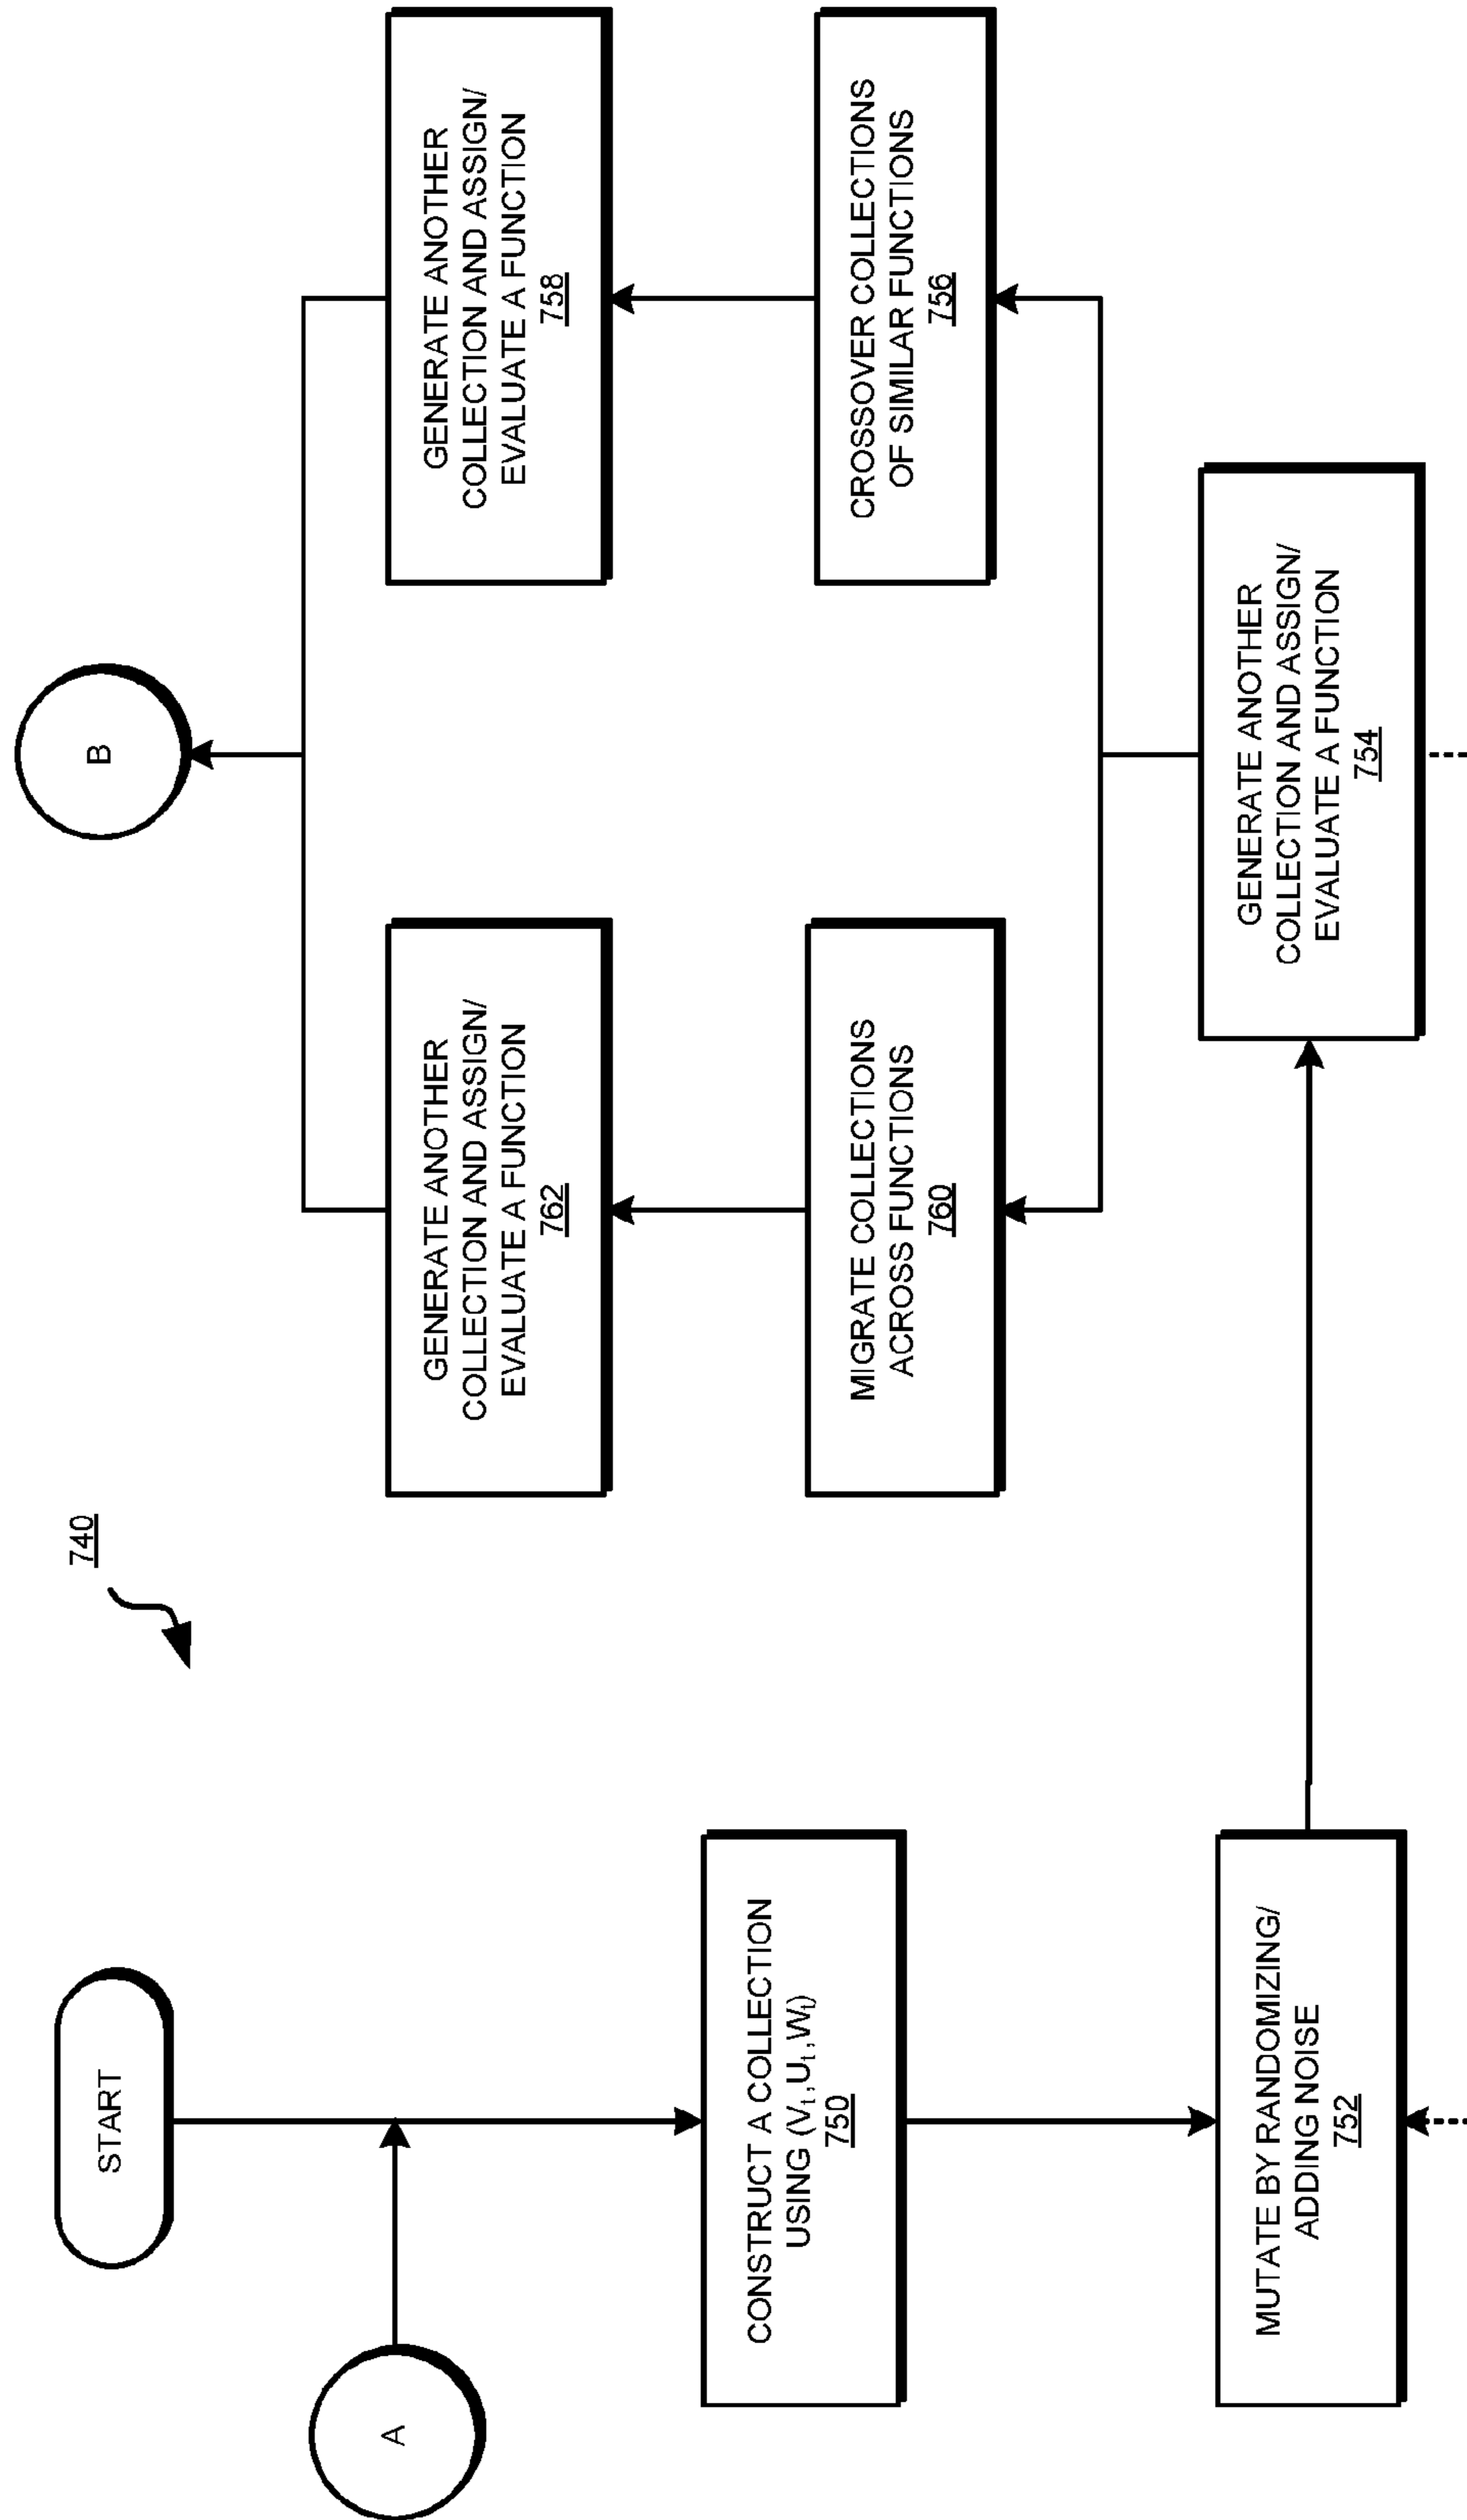 740
START
A
CONSTRUCT A COLLECTION
USING (Vt, Ut, Wt)
750
MUTATE BY RANDOMIZING/
ADDING NOISE
752
GENERATE ANOTHER
COLLECTION AND ASSIGN/
EVALUATE A FUNCTION
754
MIGRATE COLLECTIONS
ACROSS FUNCTIONS
760
GENERATE ANOTHER
COLLECTION AND ASSIGN/
EVALUATE A FUNCTION
762
CROSSOVER COLLECTIONS
OF SIMILAR FUNCTIONS
756
GENERATE ANOTHER
COLLECTION AND ASSIGN/
EVALUATE A FUNCTION
758
B